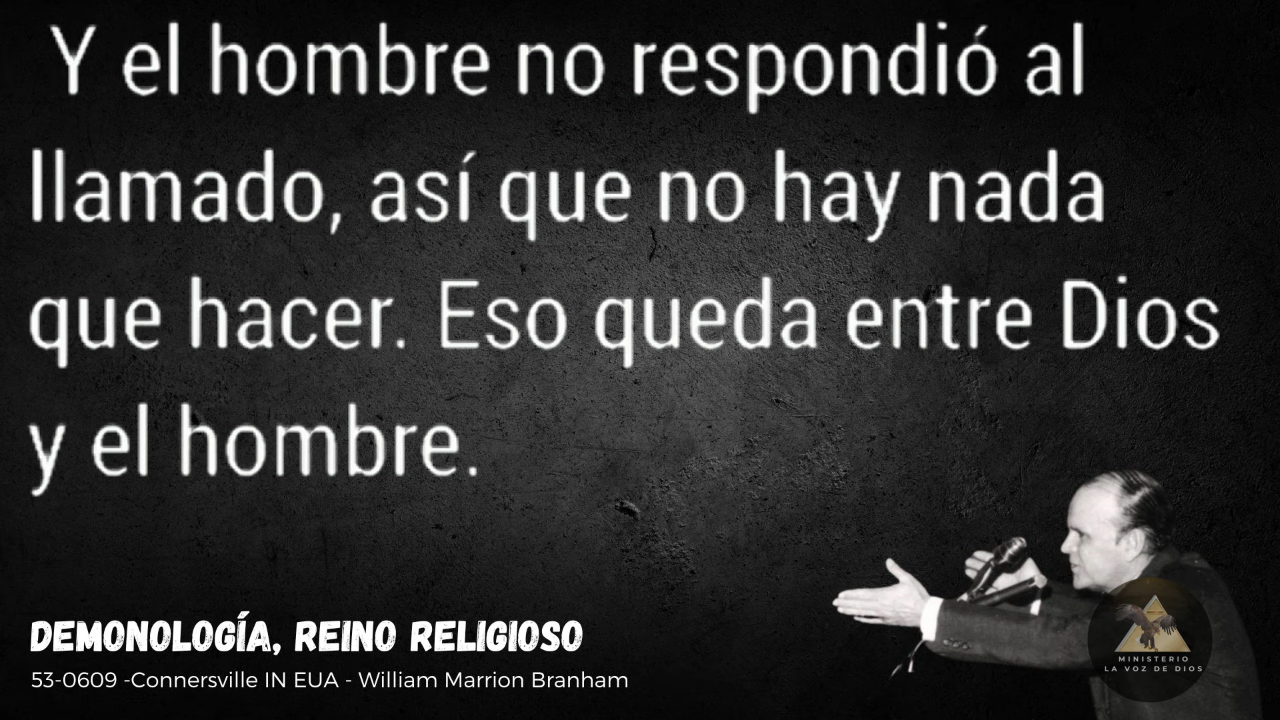 Y el hombre no respondió al
llamado, así que no hay nada
que hacer. Eso queda entre Dios
y el hombre.
DEMONOLOGÍA, REINO RELIGIOSO
53-0609 -Connersville IN EUA - William Marrion Branham
MINISTERIO
LA VOZ DE DIOS